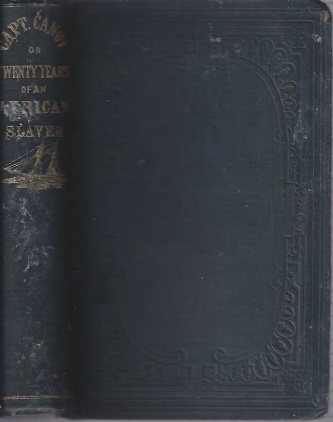 CAPT. CANOT
OR
TWENTY YEARS
OF AN
AFRICAN
SLAVER